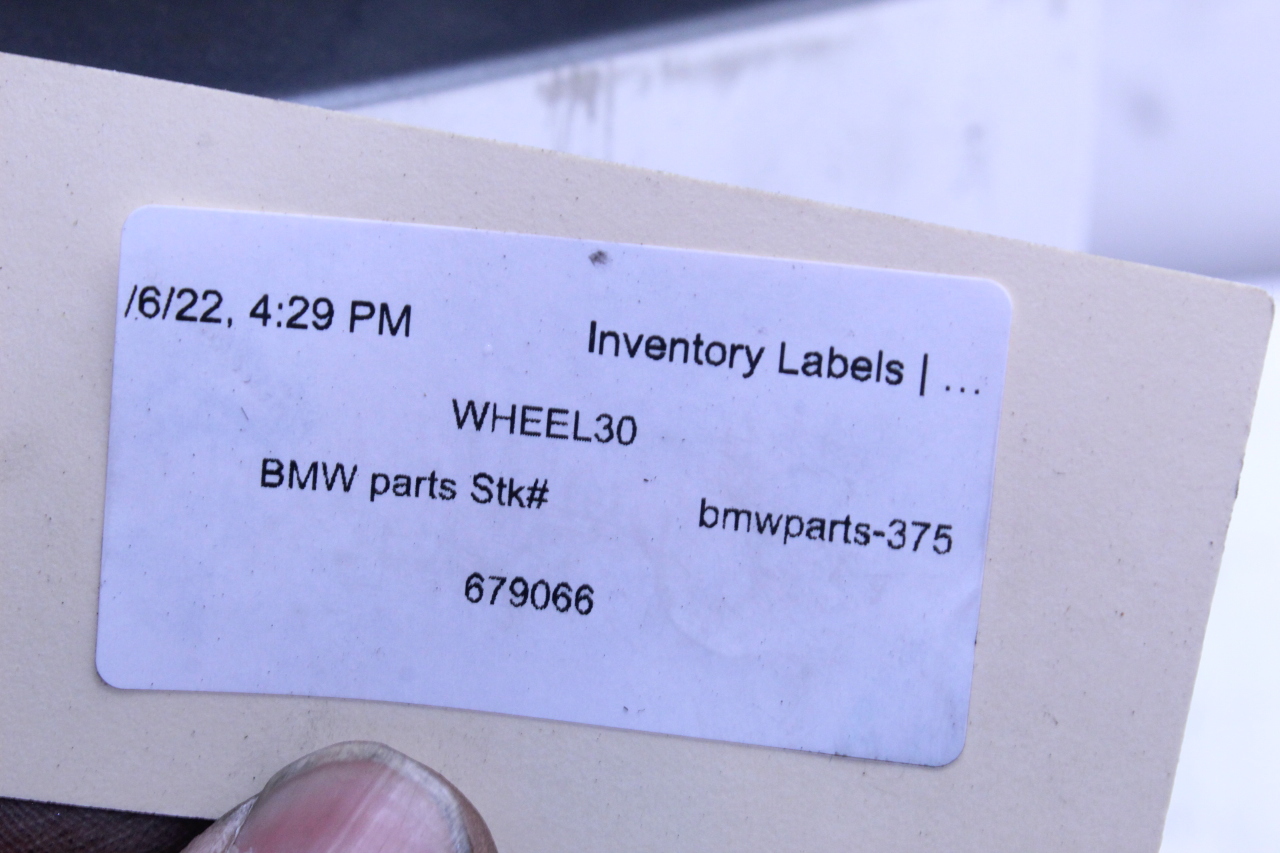 /6/22, 4:29 PM Inventory Labels | ...
WHEEL30
BMW parts Stk# bmwparts-375
679066